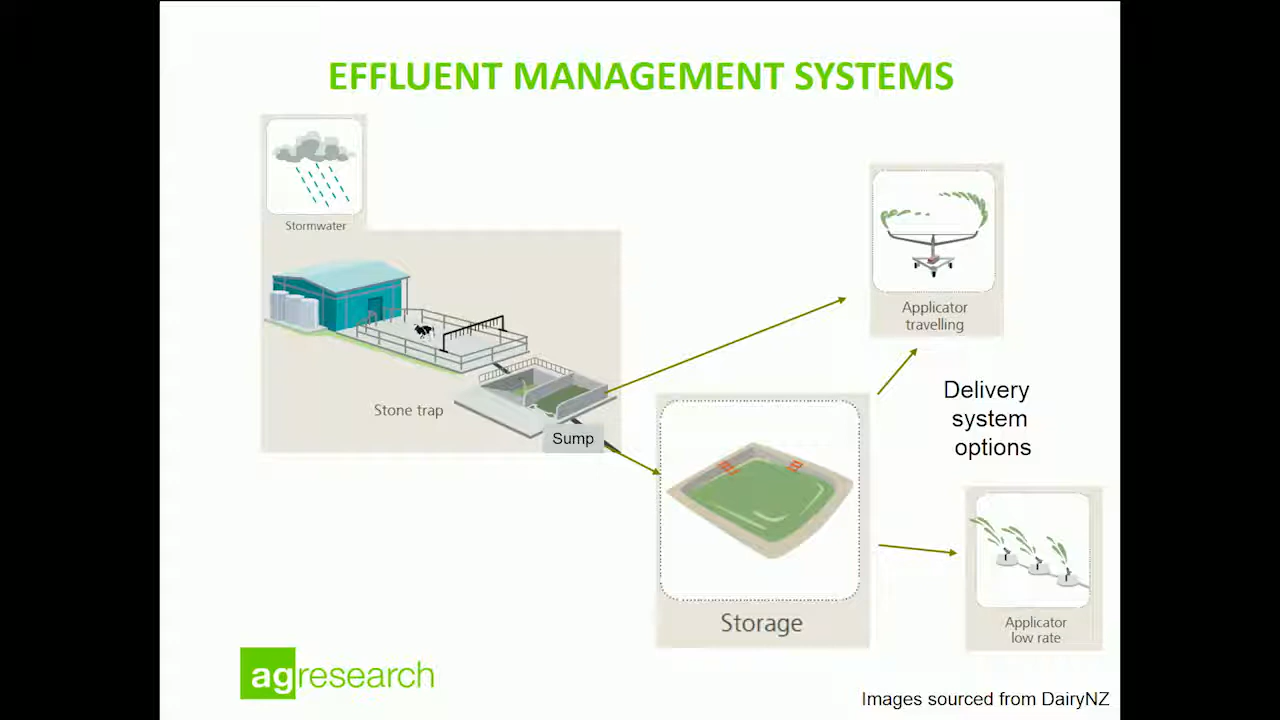 EFFLUENT MANAGEMENT SYSTEMS
Stormwater
Stone trap
Sump
Storage
Applicator
travelling
Delivery
system
options
Applicator
low rate
agresearch
Images sourced from DairyNZ